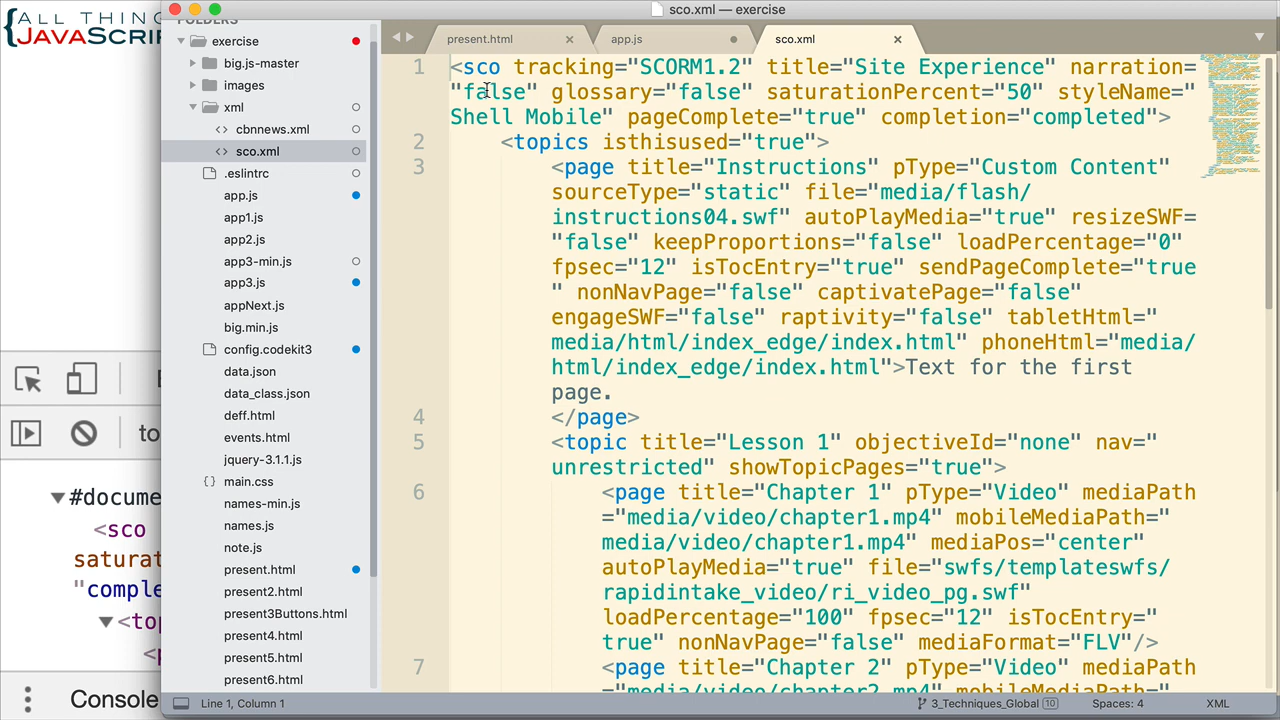 ALL THIN
{JAVASCRI
sco.xml — exercise
FOLDERS
exercise
big.js-master
images
xml
cbnnews.xml
sco.xml
.eslintrc
app.js
app1.js
app2.js
app3-min.js
app3.js
appNext.js
big.min.js
config.codekit3
data.json
data_class.json
deff.html
events.html
jquery-3.1.1.js
main.css
names-min.js
names.js
note.js
present.html
present2.html
present3Buttons.html
present4.html
present5.html
present6.html
present.html
app.js
sco.xml
1 <sco tracking="SCORM1.2" title="Site Experience" narration=
"false" glossary="false" saturationPercent="50" styleName="
Shell Mobile" pageComplete="true" completion="completed">
2 <topics isthisused="true">
3 <page title="Instructions" pType="Custom Content"
sourceType="static" file="media/flash/
instructions04.swf" autoPlayMedia="true" resizeSWF=
"false" keepProportions="false" loadPercentage="0"
fpsec="12" isTocEntry="true" sendPageComplete="true
" nonNavPage="false" captivatePage="false"
engageSWF="false" raptivity="false" tabletHtml="
media/html/index_edge/index.html" phoneHtml="media/
html/index_edge/index.html">Text for the first
page.
4 </page>
5 <topic title="Lesson 1" objectiveId="none" nav="
unrestricted" showTopicPages="true">
6 <page title="Chapter 1" pType="Video" mediaPath
="media/video/chapter1.mp4" mobileMediaPath="
media/video/chapter1.mp4" mediaPos="center"
autoPlayMedia="true" file="swfs/templateswfs/
rapidintake_video/ri_video_pg.swf"
loadPercentage="100" fpsec="12" isTocEntry="
true" nonNavPage="false" mediaFormat="FLV"/>
7 <page title="Chapter 2" pType="Video" mediaPath
="media/video/chapter2.mp4" mobileMediaPath="
to
#docume
<sco
saturat
"comple
<top
<p
Console
Line 1, Column 1
3_Techniques_Global 10
Spaces: 4
XML